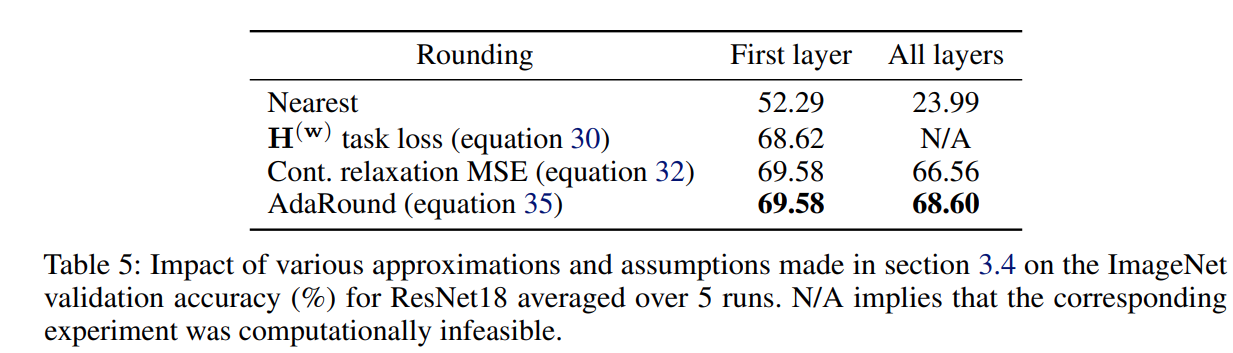 Rounding First layer All layers
Nearest 52.29 23.99
H^(w) task loss (equation 30) 68.62 N/A
Cont. relaxation MSE (equation 32) 69.58 66.56
AdaRound (equation 35) 69.58 68.60
Table 5: Impact of various approximations and assumptions made in section 3.4 on the ImageNet
validation accuracy (%) for ResNet18 averaged over 5 runs. N/A implies that the corresponding
experiment was computationally infeasible.